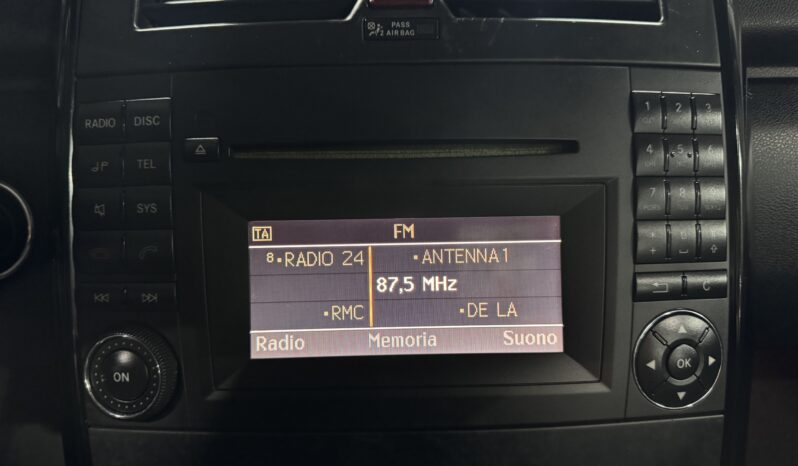 PASS
AIR BAG
RADIO DISC
TEL
SYS
ON
TA FM
8 RADIO 24 ANTENNA1
87,5 MHz
RMC DE LA
Radio Memoria Suono
1 2 3
4 5 6
7 8 9
* 0
C
OK